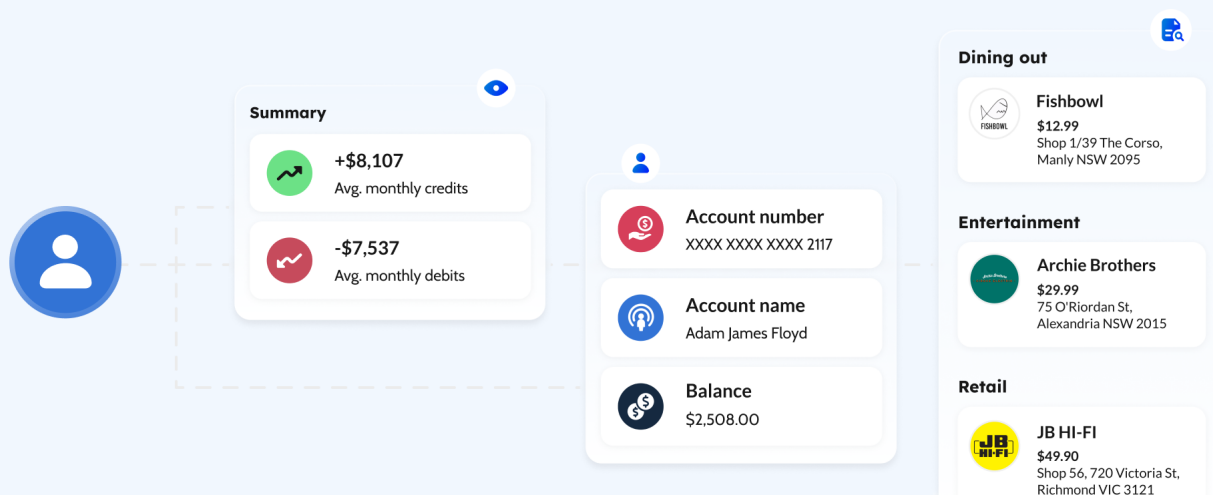 Summary
+$8,107
Avg. monthly credits
-$7,537
Avg. monthly debits
Account number
XXXX XXXX XXXX 2117
Account name
Adam James Floyd
Balance
$2,508.00
Dining out
FISHBOWL
Fishbowl
$12.99
Shop 1/39 The Corso,
Manly NSW 2095
Entertainment
Archie Brothers
Archie Brothers
$29.99
75 O'Riordan St,
Alexandria NSW 2015
Retail
JB
HI-FI
JB HI-FI
$49.90
Shop 56, 720 Victoria St,
Richmond VIC 3121